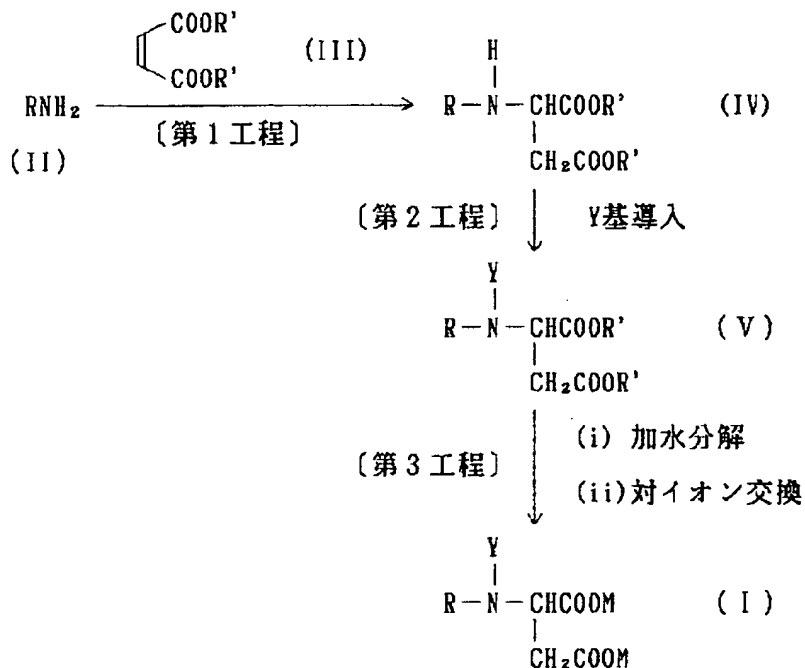 COOR'
(III)
COOR'
RNH₂
(II)
〔第1工程〕
H
R-N-CHCOOR' (IV)
CH₂COOR'
〔第2工程〕 Y基導入
Y
R-N-CHCOOR' (V)
CH₂COOR'
〔第3工程〕
(i) 加水分解
(ii)対イオン交換
Y
R-N-CHCOOM (I)
CH₂COOM